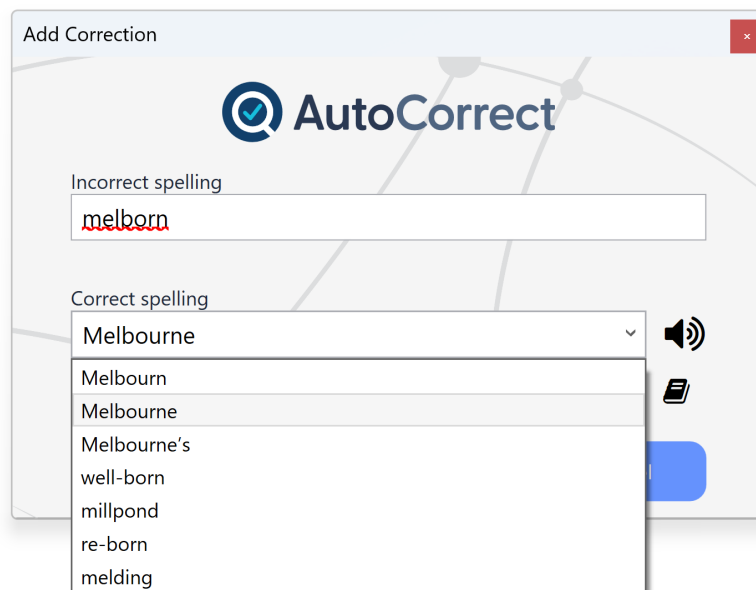 Add Correction
AutoCorrect
Incorrect spelling
melborn
Correct spelling
Melbourne
Melbourn
Melbourne
Melbourne’s
well-born
millpond
re-born
melding